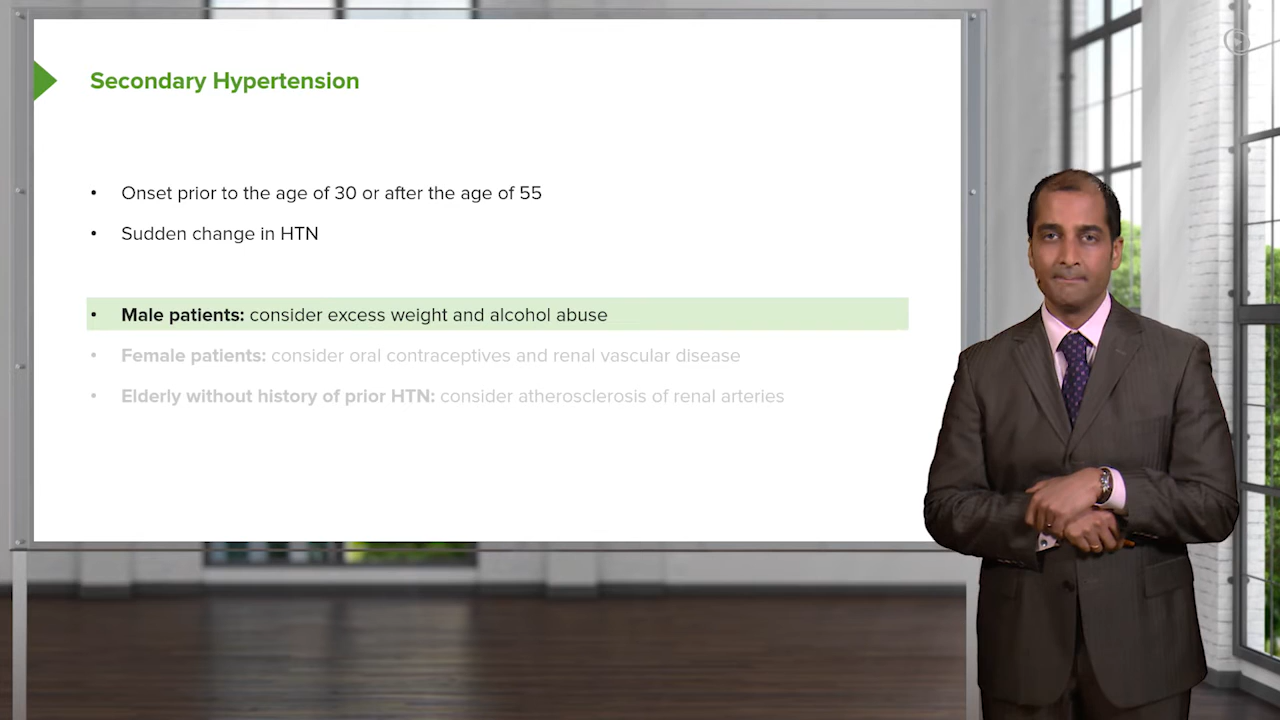 Secondary Hypertension
• Onset prior to the age of 30 or after the age of 55
• Sudden change in HTN
• Male patients: consider excess weight and alcohol abuse
• Female patients: consider oral contraceptives and renal vascular disease
• Elderly without history of prior HTN: consider atherosclerosis of renal arteries